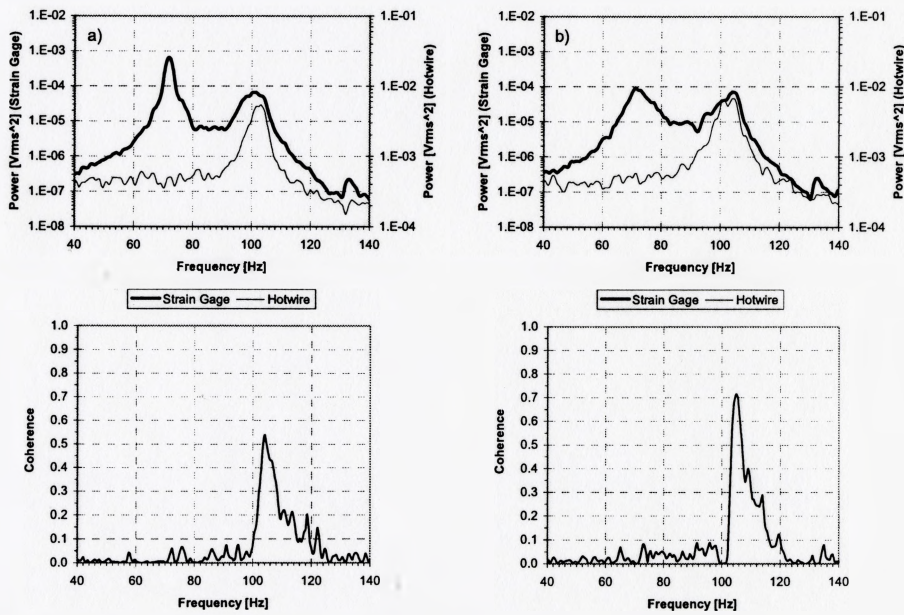 a)
Power [Vrms^2] (Strain Gage)
1.E-02
1.E-03
1.E-04
1.E-05
1.E-06
1.E-07
1.E-08
1.E-01
1.E-02
1.E-03
1.E-04
Power [Vrms^2] (Hotwire)
40 60 80 100 120 140
Frequency [Hz]
Strain Gage Hotwire
b)
Power [Vrms^2] (Strain Gage)
1.E-02
1.E-03
1.E-04
1.E-05
1.E-06
1.E-07
1.E-08
1.E-01
1.E-02
1.E-03
1.E-04
Power [Vrms^2] (Hotwire)
40 60 80 100 120 140
Frequency [Hz]
Strain Gage Hotwire
Coherence
1.0
0.9
0.8
0.7
0.6
0.5
0.4
0.3
0.2
0.1
0.0
40 60 80 100 120 140
Frequency [Hz]
Coherence
1.0
0.9
0.8
0.7
0.6
0.5
0.4
0.3
0.2
0.1
0.0
40 60 80 100 120 140
Frequency [Hz]